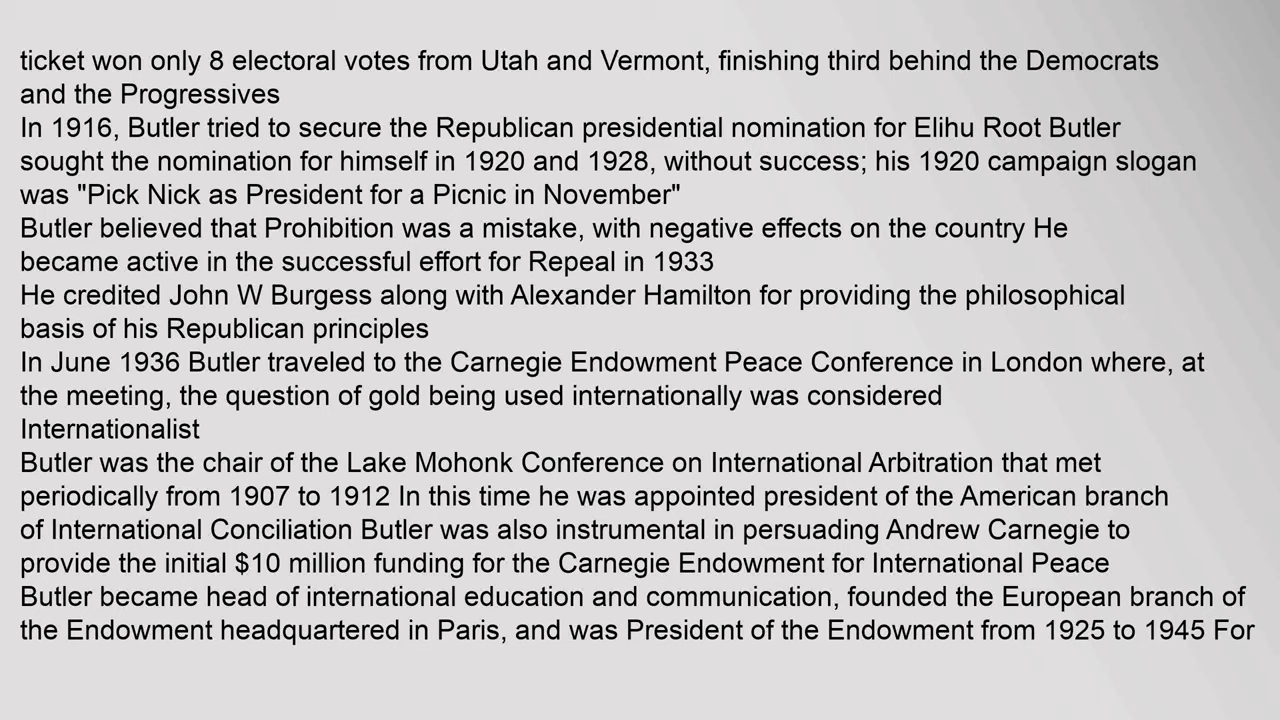 ticket won only 8 electoral votes from Utah and Vermont, finishing third behind the Democrats
and the Progressives
In 1916, Butler tried to secure the Republican presidential nomination for Elihu Root Butler
sought the nomination for himself in 1920 and 1928, without success; his 1920 campaign slogan
was "Pick Nick as President for a Picnic in November"
Butler believed that Prohibition was a mistake, with negative effects on the country He
became active in the successful effort for Repeal in 1933
He credited John W Burgess along with Alexander Hamilton for providing the philosophical
basis of his Republican principles
In June 1936 Butler traveled to the Carnegie Endowment Peace Conference in London where, at
the meeting, the question of gold being used internationally was considered
Internationalist
Butler was the chair of the Lake Mohonk Conference on International Arbitration that met
periodically from 1907 to 1912 In this time he was appointed president of the American branch
of International Conciliation Butler was also instrumental in persuading Andrew Carnegie to
provide the initial $10 million funding for the Carnegie Endowment for International Peace
Butler became head of international education and communication, founded the European branch of
the Endowment headquartered in Paris, and was President of the Endowment from 1925 to 1945 For